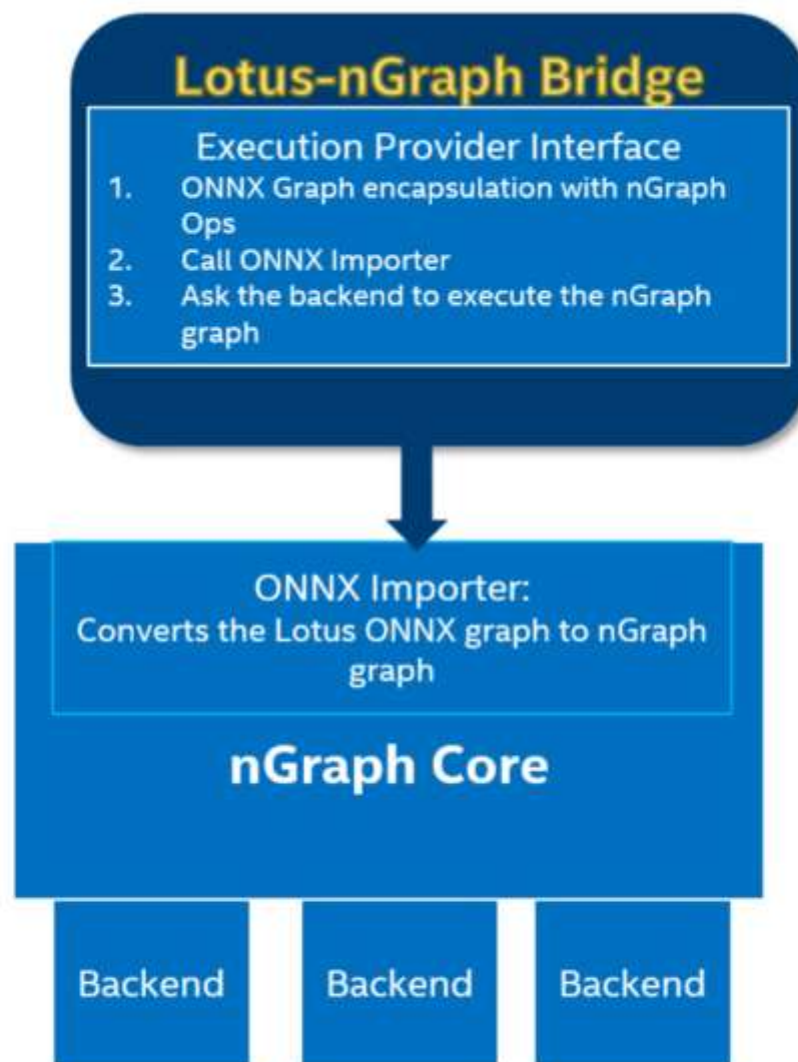 Lotus-nGraph Bridge
Execution Provider Interface
1. ONNX Graph encapsulation with nGraph
Ops
2. Call ONNX Importer
3. Ask the backend to execute the nGraph
graph
ONNX Importer:
Converts the Lotus ONNX graph to nGraph
graph
nGraph Core
Backend
Backend
Backend